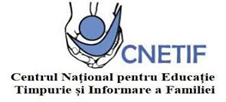 CNETIF
Centrul Național pentru Educație
Timpurie și Informare a Familiei